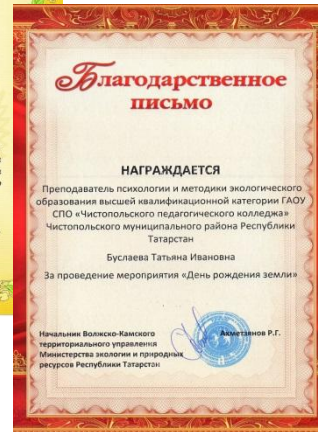 Благодарственное
письмо
НАГРАЖДАЕТСЯ
Преподаватель психологии и методики экологического
образования высшей квалификационной категории ГАОУ
СПО «Чистопольского педагогического колледжа»
Чистопольского муниципального района Республики
Татарстан
Буслаева Татьяна Ивановна
За проведение мероприятия «День рождения земли»
Начальник Волжско-Камского
территориального управления
Министерства экологии и природных
ресурсов Республики Татарстан
Ахметзянов Р.Г.